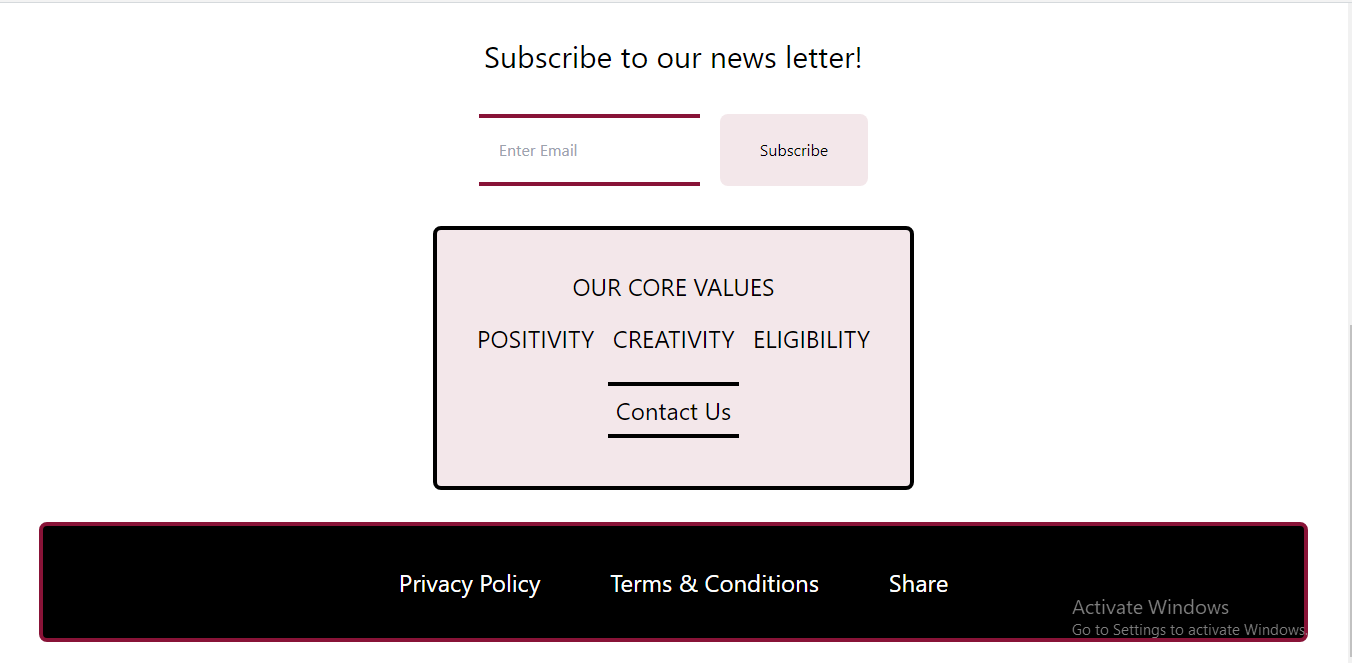 Subscribe to our news letter!
Enter Email Subscribe
OUR CORE VALUES
POSITIVITY CREATIVITY ELIGIBILITY
Contact Us
Privacy Policy Terms & Conditions Share
Activate Windows
Go to Settings to activate Windows.